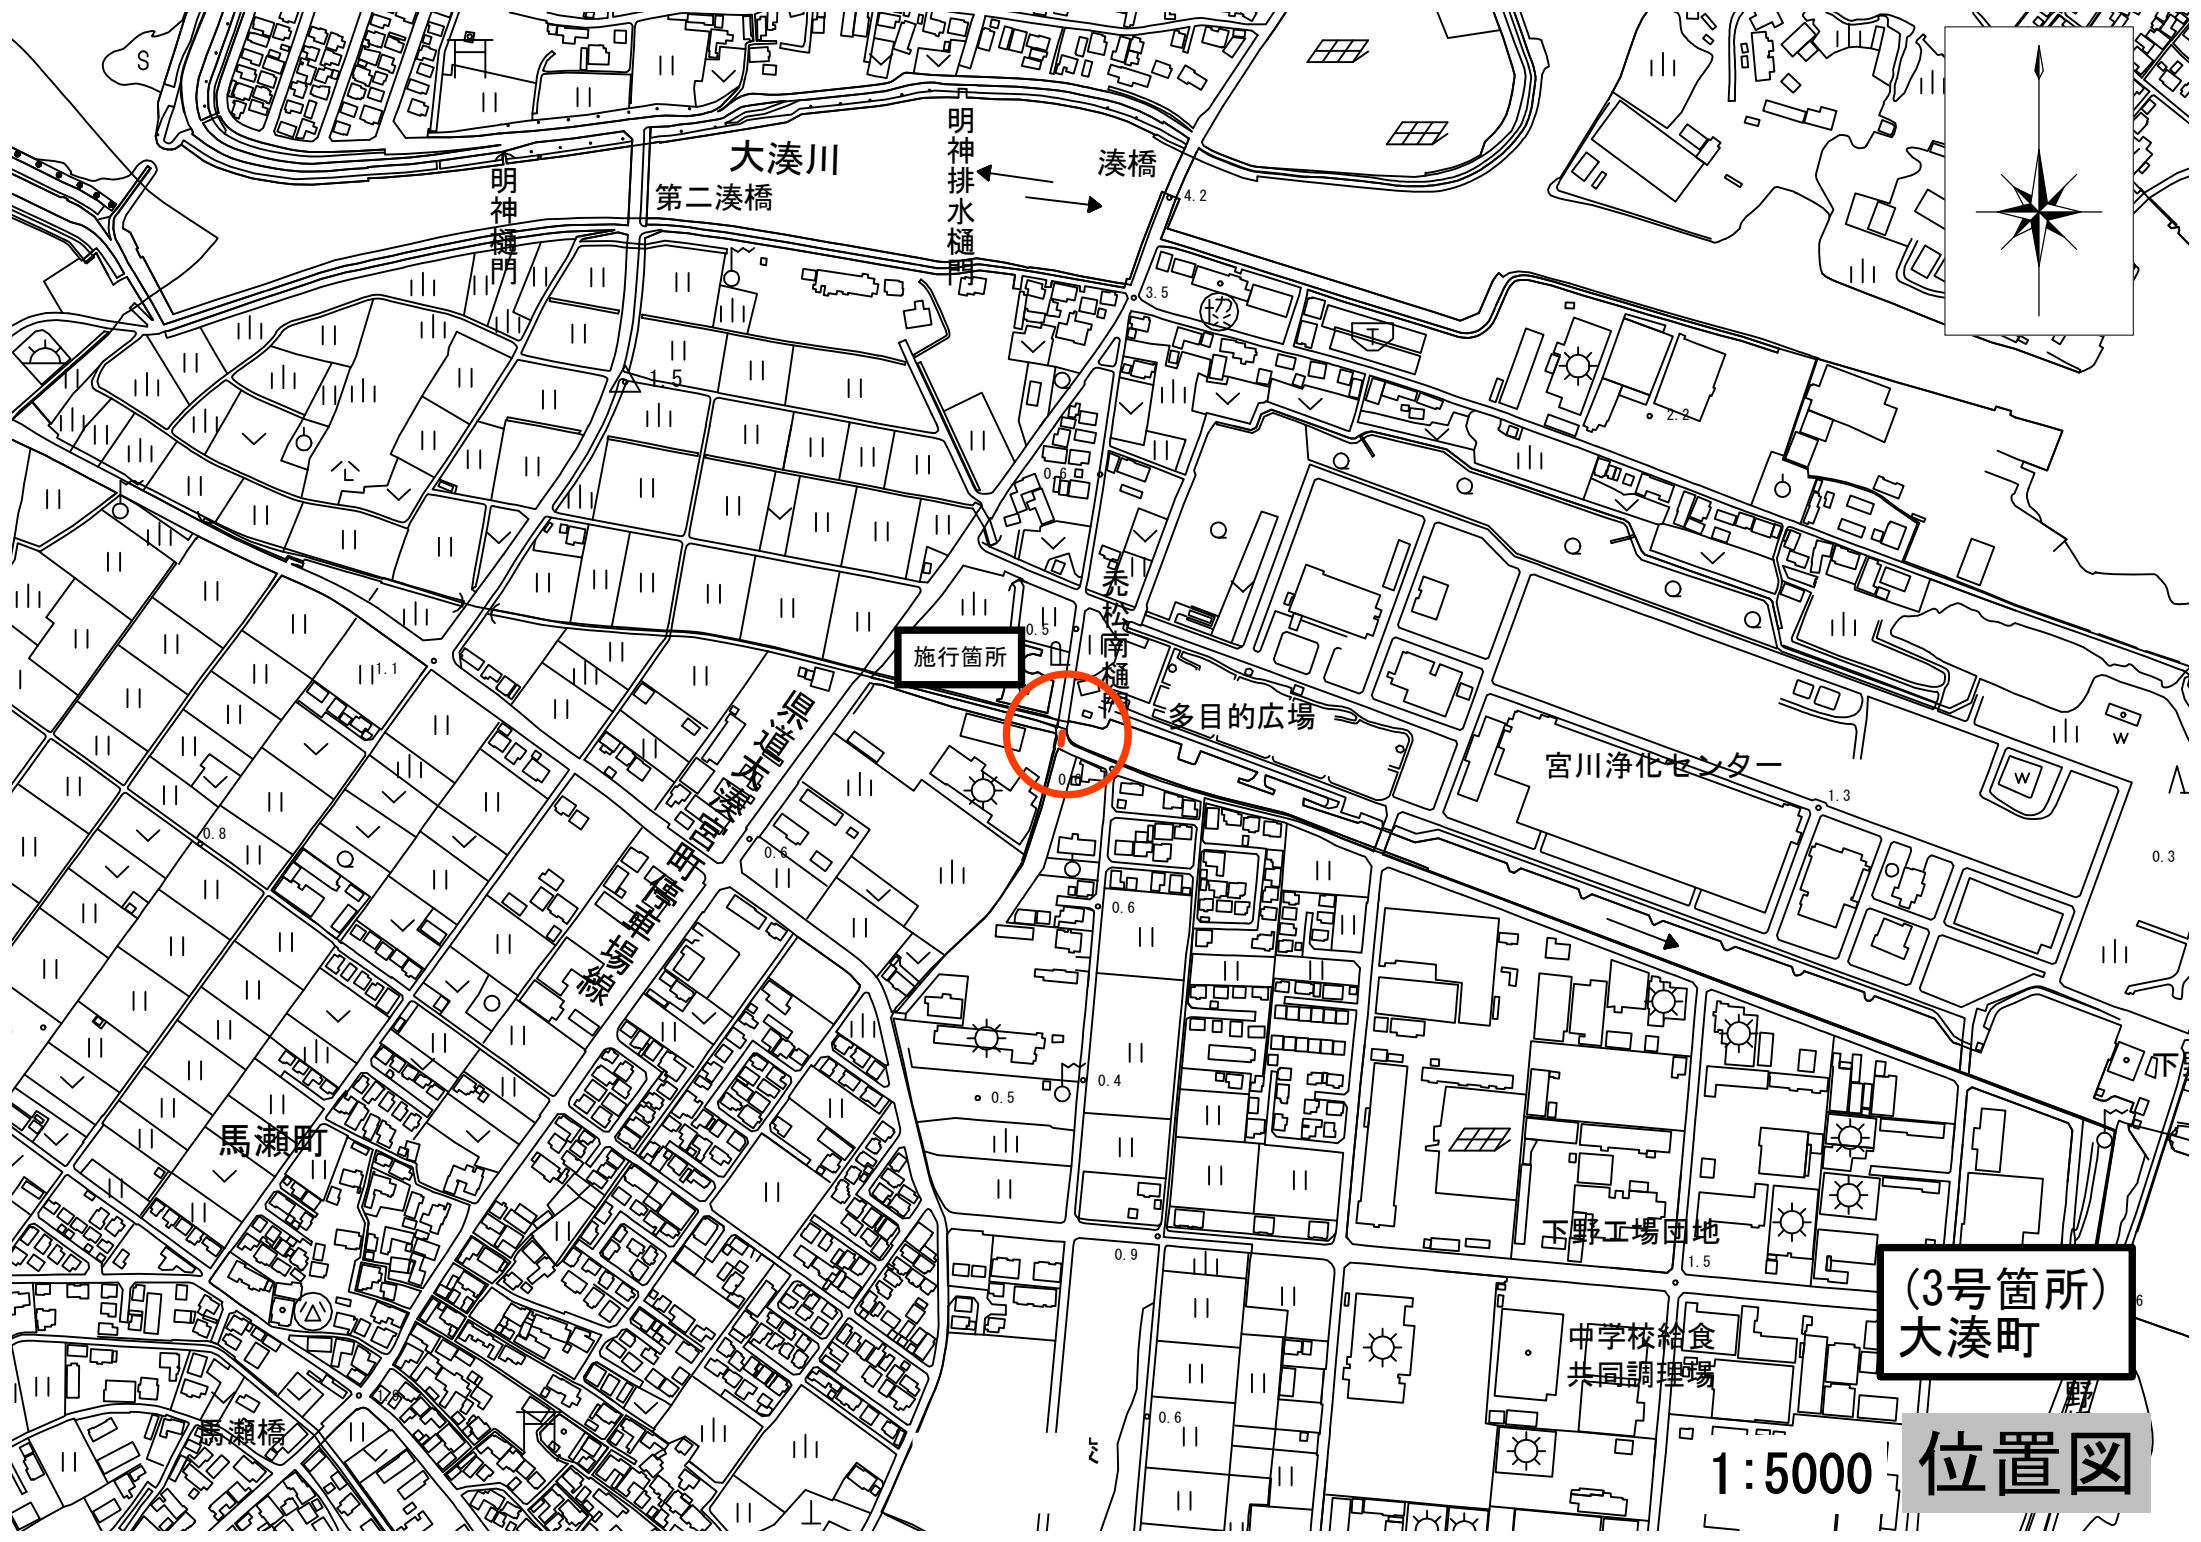 S
大湊川
明神排水樋門
湊橋
明神樋門
第二湊橋
4.2
3.5
1.5
2.2
0.6
禿松南樋門
0.5
施行箇所
1.1
県道大湊宮町停車場線
多目的広場
宮川浄化センター
W
W
1.3
0.8
0.6
0.3
0.6
0.4
0.5
馬瀬町
下野工場団地
0.9
1.5
(3号箇所)
大湊町
6
中学校給食
共同調理場
野
馬瀬橋
0.6
1:5000
位置図